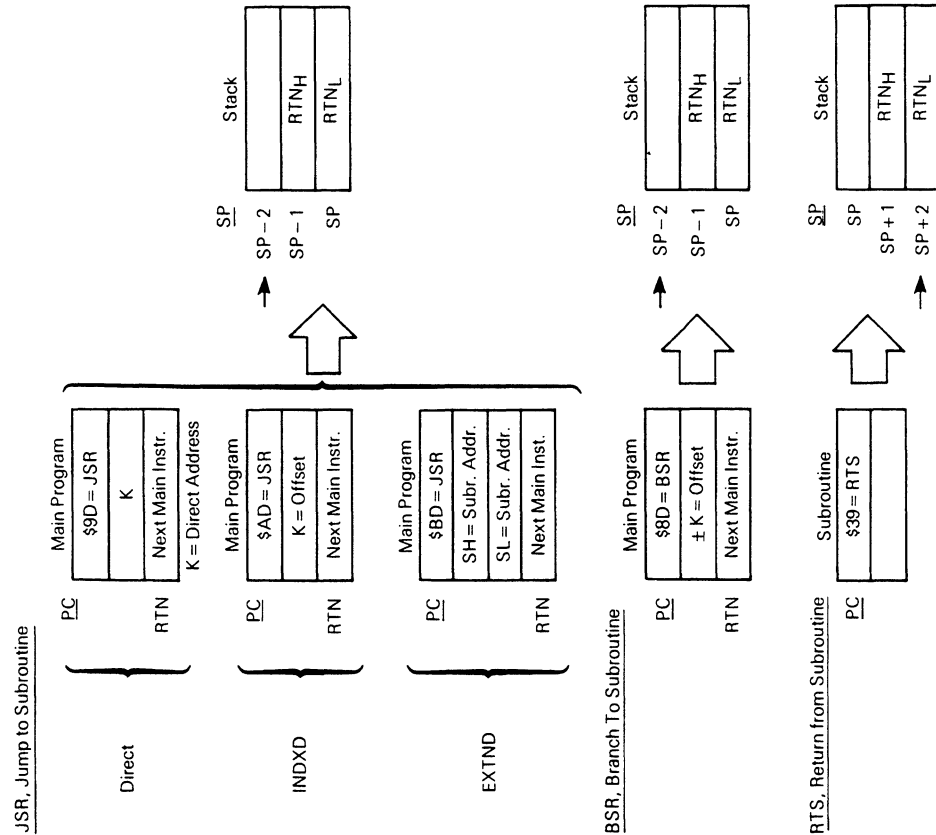 JSR, Jump to Subroutine
Direct
PC
RTN
Main Program
$9D = JSR
K
Next Main Instr.
K = Direct Address
INDXD
PC
RTN
Main Program
$AD = JSR
K = Offset
Next Main Instr.
EXTND
PC
RTN
Main Program
$BD = JSR
SH = Subr. Addr.
SL = Subr. Addr.
Next Main Inst.
SP
SP – 2
SP – 1
SP
Stack
RTNH
RTNL
BSR, Branch To Subroutine
PC
RTN
Main Program
$8D = BSR
± K = Offset
Next Main Instr.
SP
SP – 2
SP – 1
SP
Stack
RTNH
RTNL
RTS, Return from Subroutine
PC
Subroutine
$39 = RTS
SP
SP
SP + 1
SP + 2
Stack
RTNH
RTNL